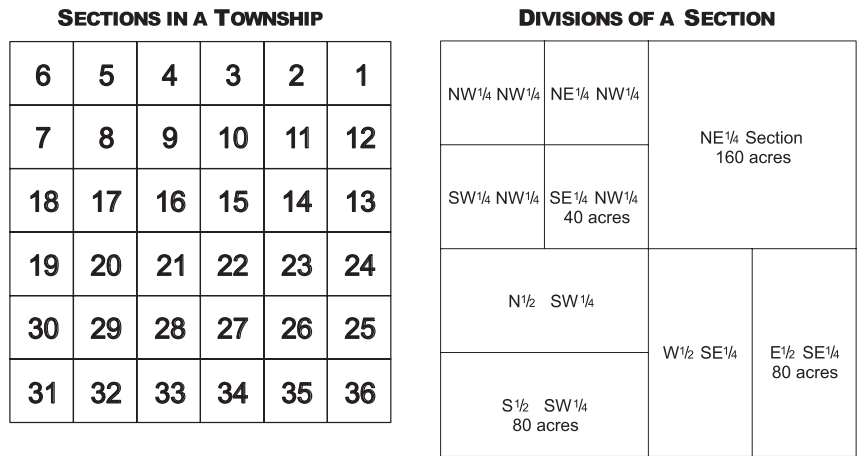 SECTIONS IN A TOWNSHIP
6 5 4 3 2 1
7 8 9 10 11 12
18 17 16 15 14 13
19 20 21 22 23 24
30 29 28 27 26 25
31 32 33 34 35 36
DIVISIONS OF A SECTION
NW¼ NW¼ NE¼ NW¼
NE¼ Section
160 acres
SW¼ NW¼ SE¼ NW¼
40 acres
N½ SW¼
W½ SE¼ E½ SE¼
80 acres
S½ SW¼
80 acres